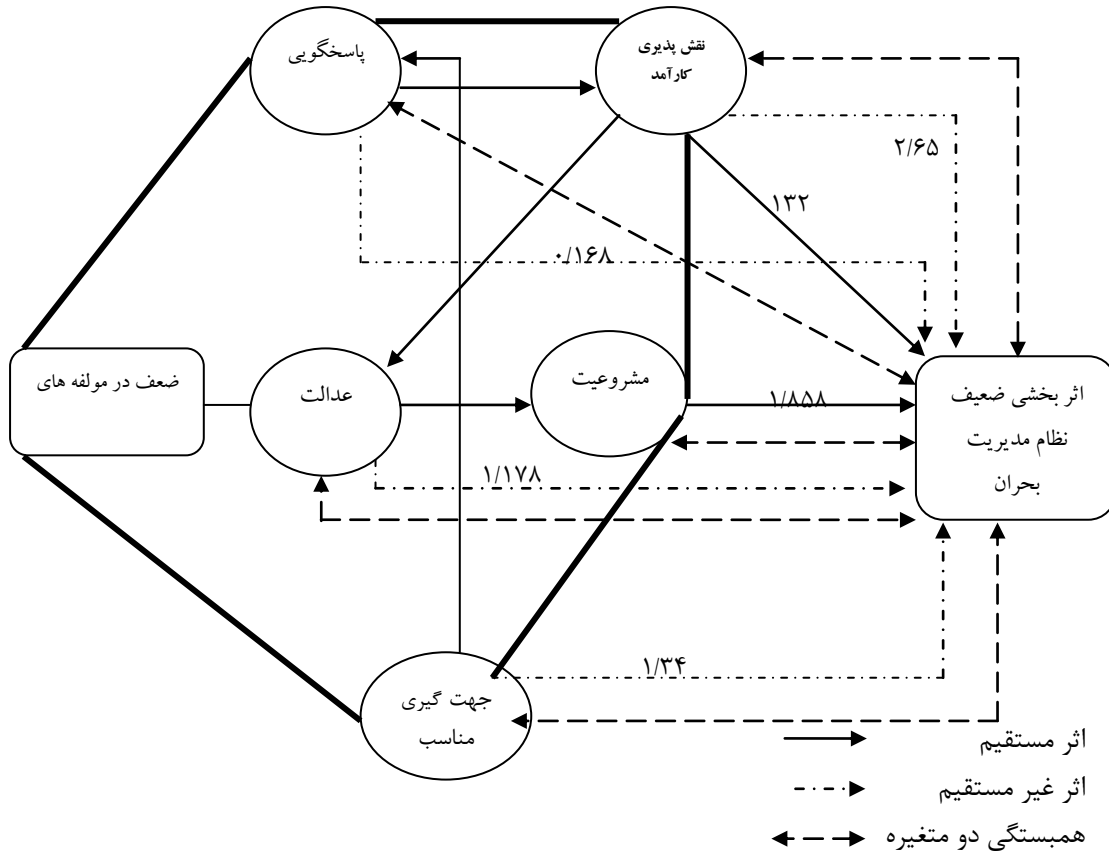 پاسخگویی
نقش پذیری
کارآمد
۲/۶۵
۱۳۲
۰/۱۶۸
ضعف در مولفه های
عدالت
مشروعیت
۱/۸۵۸
اثر بخشی ضعیف
نظام مدیریت
بحران
۱/۱۷۸
۱/۳۴
جهت گیری
مناسب
اثر مستقیم
اثر غیر مستقیم
همبستگی دو متغیره